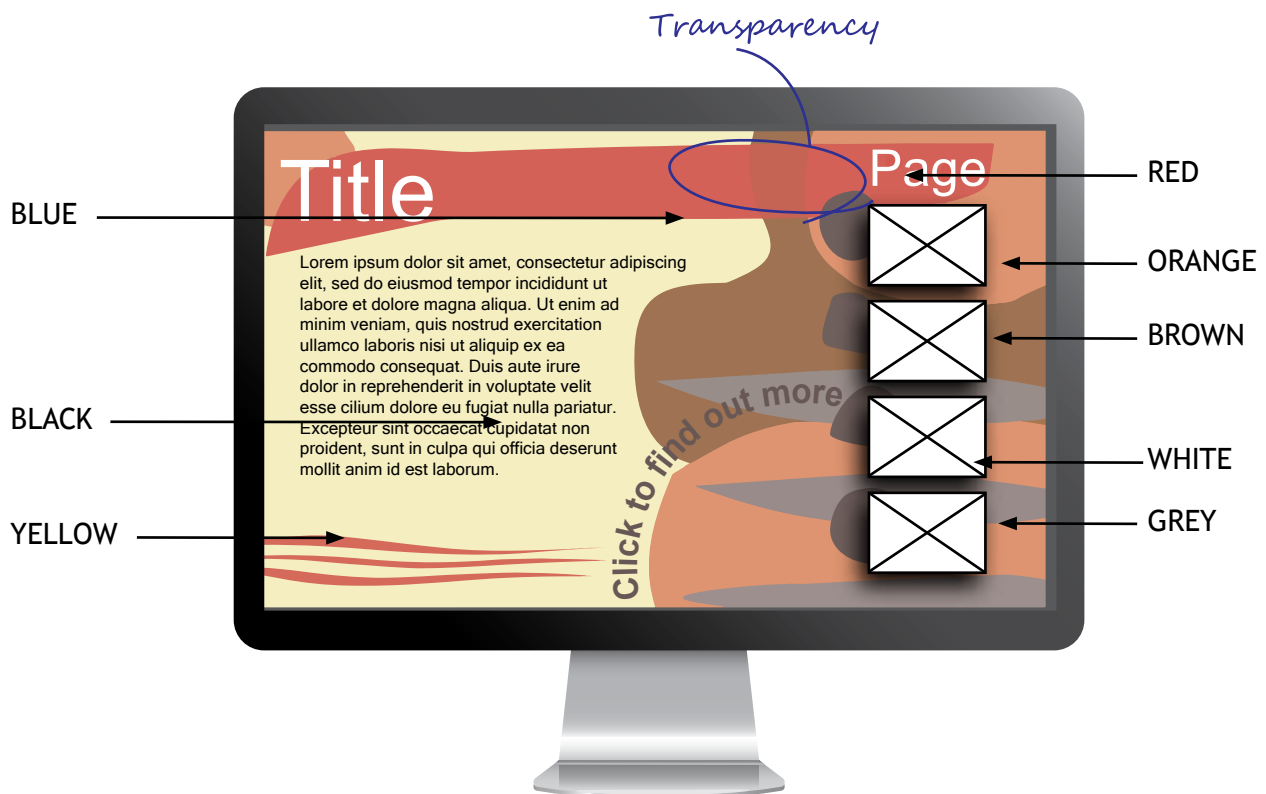 Transparency
Title
Page
RED
BLUE
ORANGE
Lorem ipsum dolor sit amet, consectetur adipiscing
elit, sed do eiusmod tempor incididunt ut
labore et dolore magna aliqua. Ut enim ad
minim veniam, quis nostrud exercitation
ullamco laboris nisi ut aliquip ex ea
commodo consequat. Duis aute irure
dolor in reprehenderit in voluptate velit
esse cilium dolore eu fugiat nulla pariatur.
Excepteur sint occaecat cupidatat non
proident, sunt in culpa qui officia deserunt
mollit anim id est laborum.
BROWN
Click to find out more
BLACK
WHITE
GREY
YELLOW